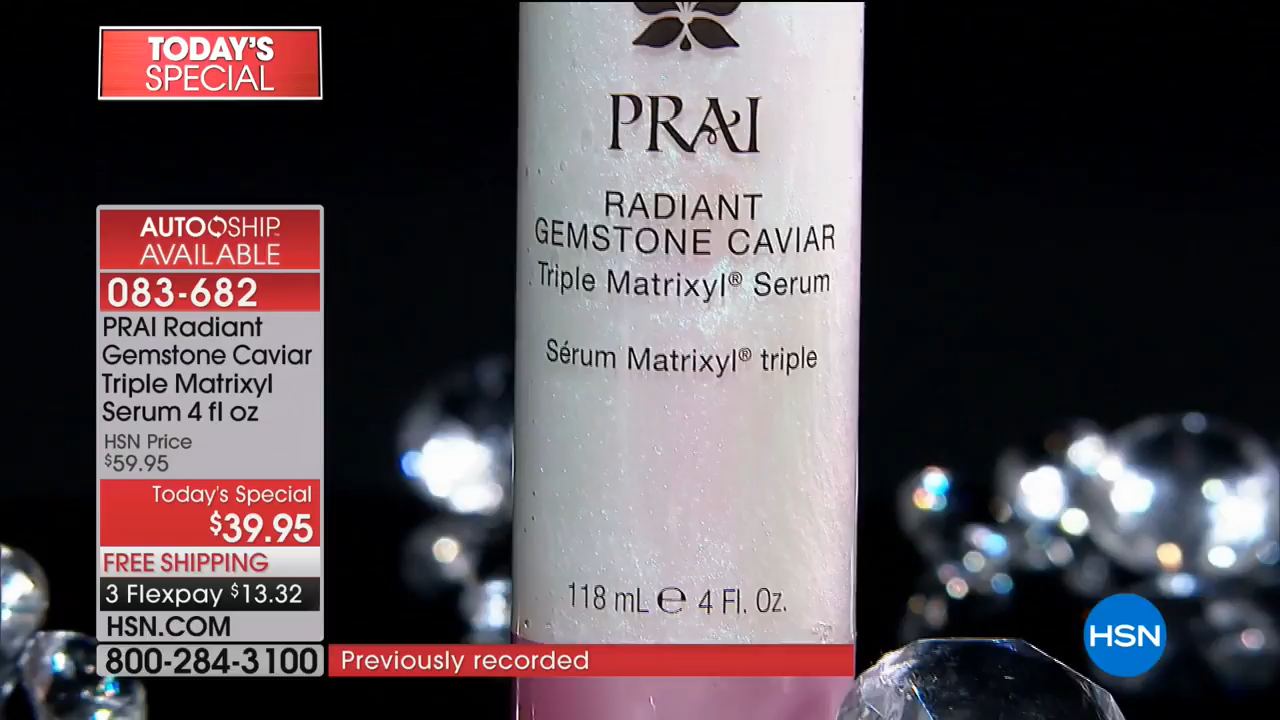 TODAY'S
SPECIAL
AUTOSHIP™
AVAILABLE
083-682
PRAI Radiant
Gemstone Caviar
Triple Matrixyl
Serum 4 fl oz
HSN Price
$59.95
Today's Special
$39.95
FREE SHIPPING
3 Flexpay $13.32
HSN.COM
800-284-3100
Previously recorded
PRAI
RADIANT
GEMSTONE CAVIAR
Triple Matrixyl® Serum
Sérum Matrixyl® triple
118 mL ℮ 4 Fl. Oz.
HSN